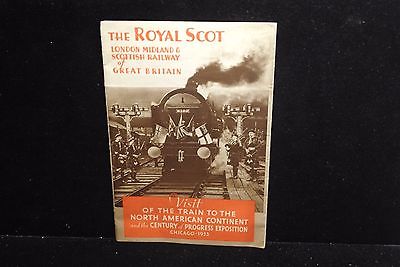 THE ROYAL SCOT
LONDON MIDLAND &
SCOTTISH RAILWAY
of
GREAT BRITAIN
Visit
OF THE TRAIN TO THE
NORTH AMERICAN CONTINENT
and the CENTURY of PROGRESS EXPOSITION
CHICAGO - 1933